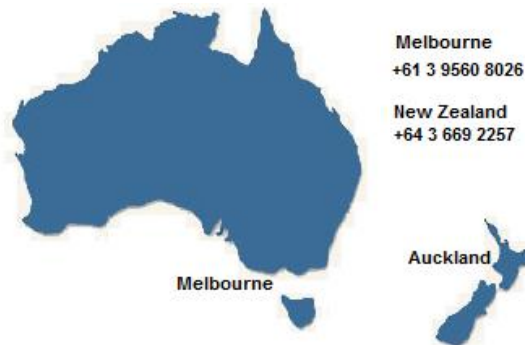 Melbourne
+61 3 9560 8026
New Zealand
+64 3 669 2257
Auckland
Melbourne